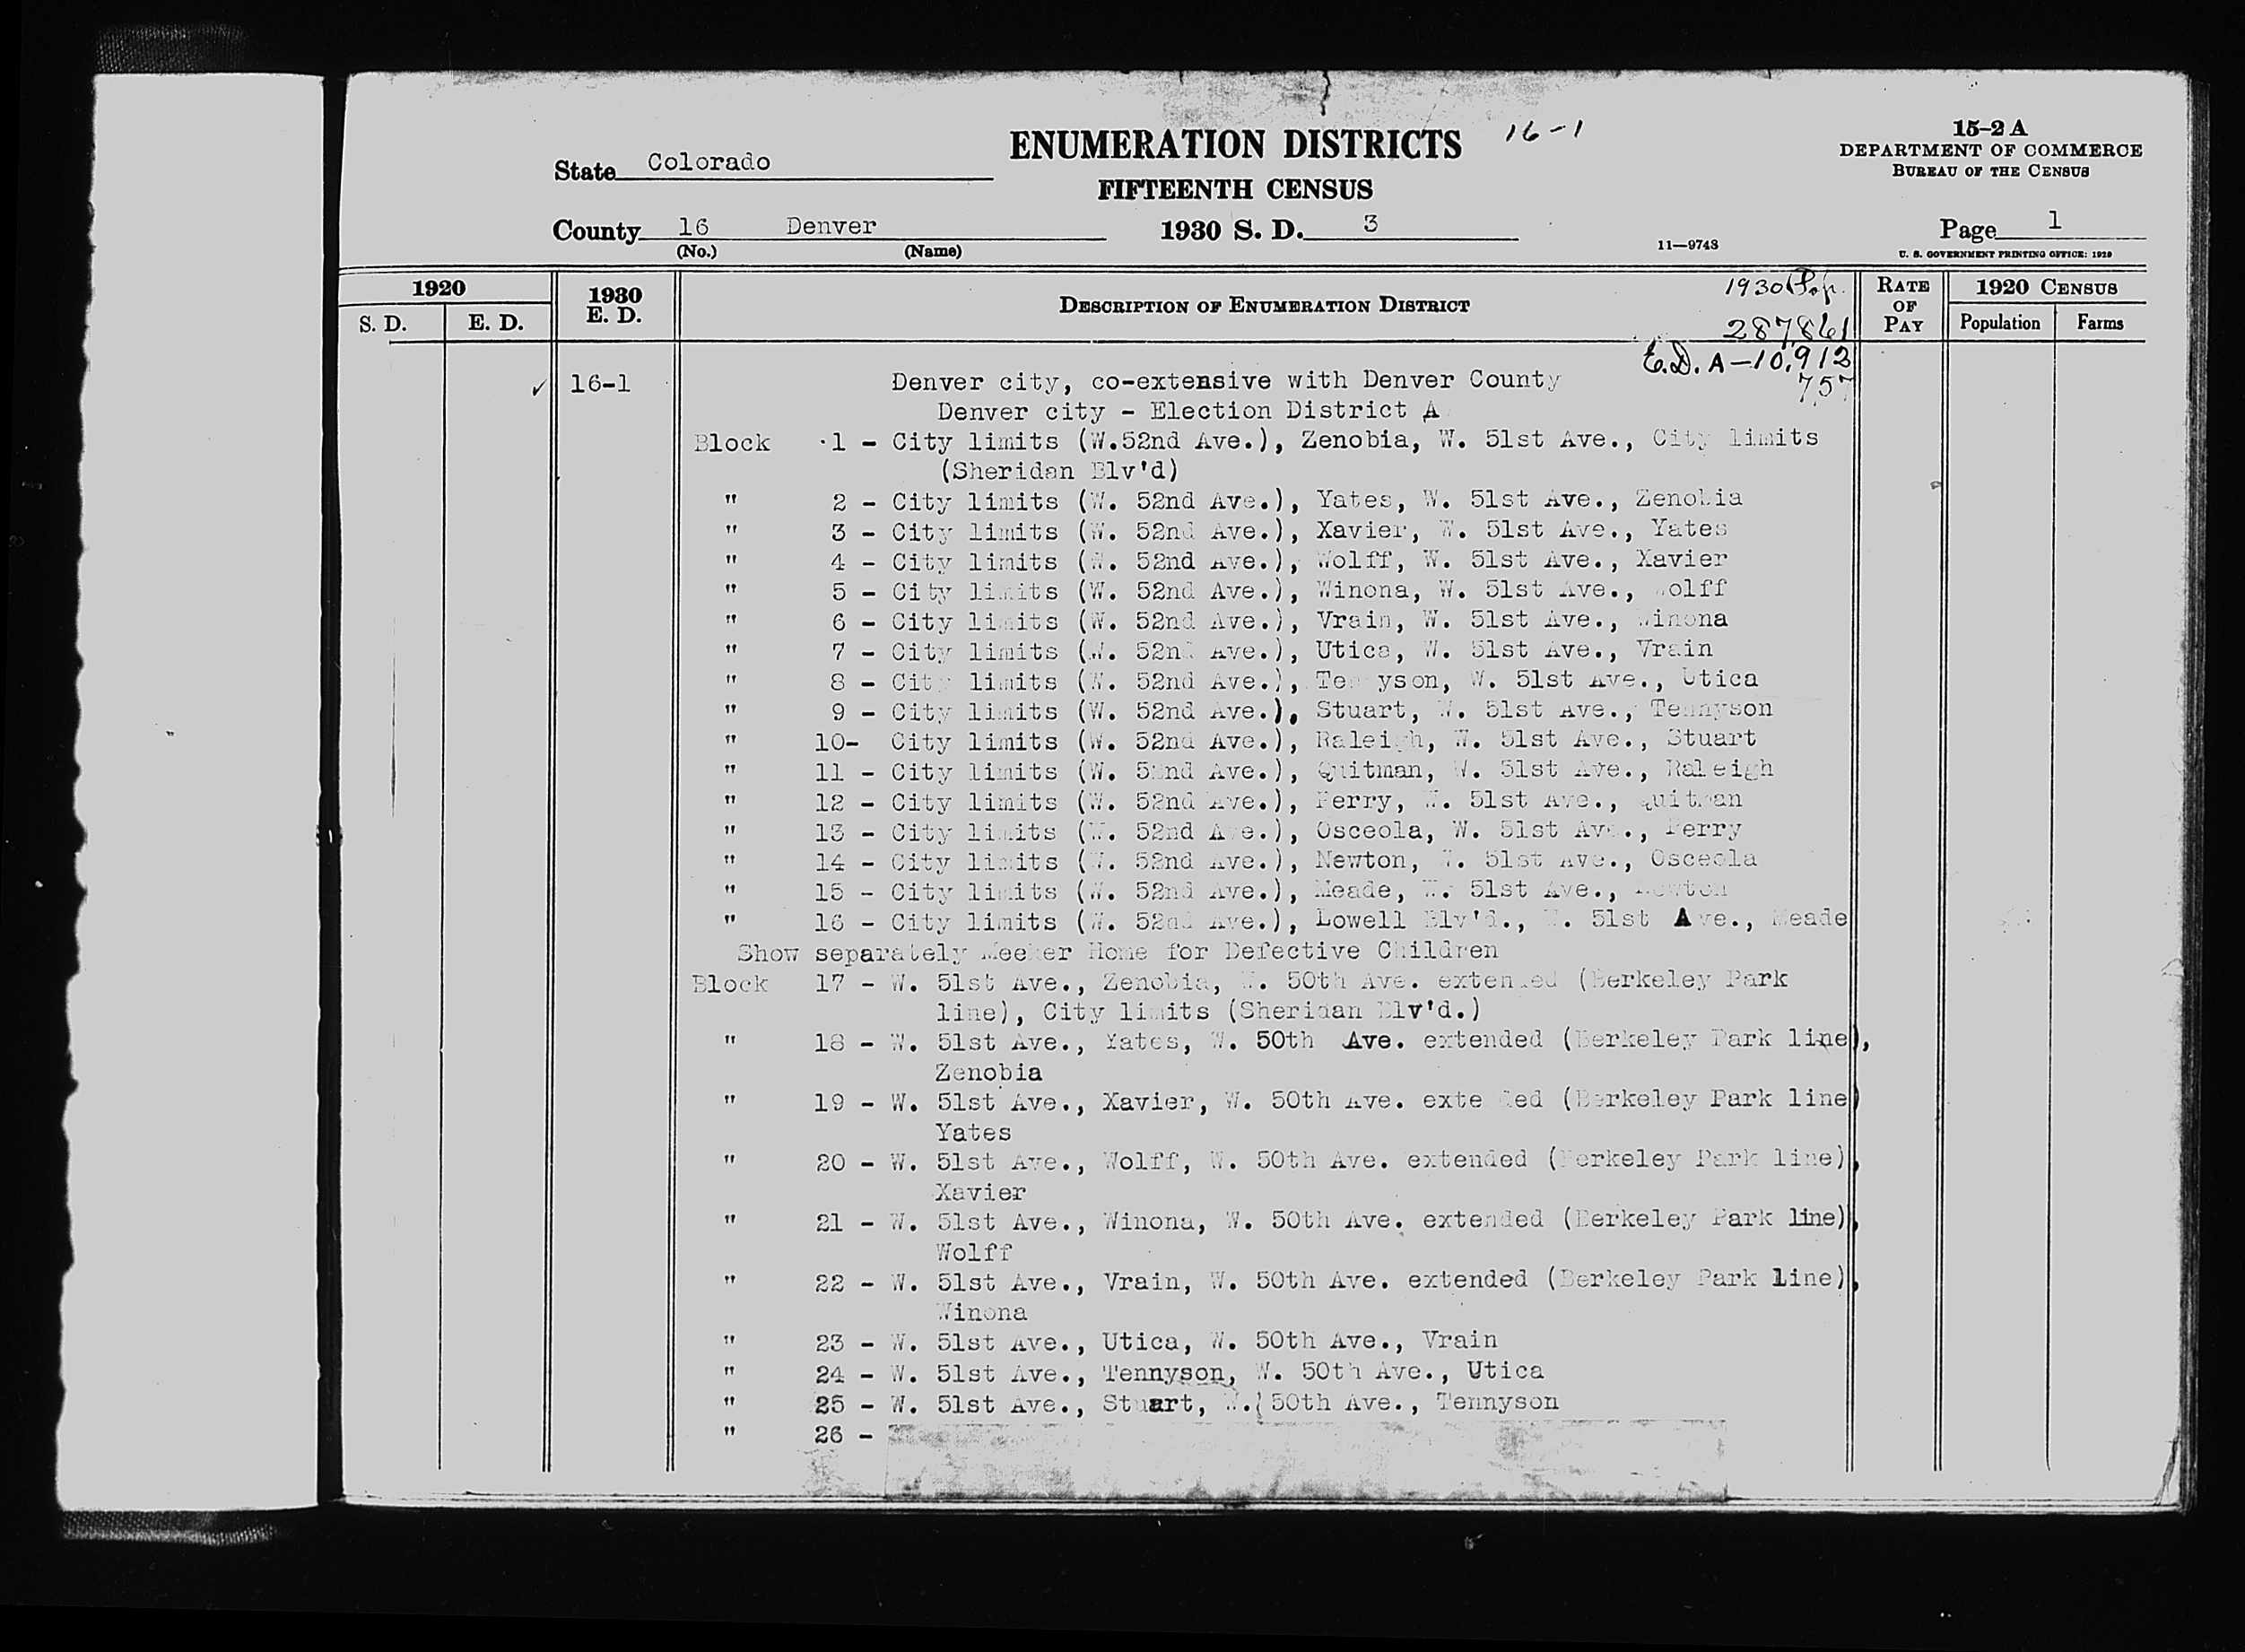 ENUMERATION DISTRICTS 16-1
15-2 A
DEPARTMENT OF COMMERCE
BUREAU OF THE CENSUS
State Colorado
FIFTEENTH CENSUS
County 16 Denver
(No.) (Name)
1930 S. D. 3
11—9748
Page 1
U. S. GOVERNMENT PRINTING OFFICE: 1929
1920
S. D. E. D.
1930 E. D.
DESCRIPTION OF ENUMERATION DISTRICT
1930 Pop.
287861
RATE OF PAY
1920 CENSUS
Population Farms
E.D. A—10,912
757
✓ 16-1 Denver city, co-extensive with Denver County
Denver city - Election District A
Block 1 - City limits (W.52nd Ave.), Zenobia, W. 51st Ave., City limits
(Sheridan Blv'd)
" 2 - City limits (W. 52nd Ave.), Yates, W. 51st Ave., Zenobia
" 3 - City limits (W. 52nd Ave.), Xavier, W. 51st Ave., Yates
" 4 - City limits (W. 52nd Ave.), Wolff, W. 51st Ave., Xavier
" 5 - City limits (W. 52nd Ave.), Winona, W. 51st Ave., Wolff
" 6 - City limits (W. 52nd Ave.), Vrain, W. 51st Ave., Winona
" 7 - City limits (W. 52nd Ave.), Utica, W. 51st Ave., Vrain
" 8 - City limits (W. 52nd Ave.), Tennyson, W. 51st Ave., Utica
" 9 - City limits (W. 52nd Ave.), Stuart, W. 51st Ave., Tennyson
" 10- City limits (W. 52nd Ave.), Raleigh, W. 51st Ave., Stuart
" 11 - City limits (W. 52nd Ave.), Quitman, W. 51st Ave., Raleigh
" 12 - City limits (W. 52nd Ave.), Perry, W. 51st Ave., Quitman
" 13 - City limits (W. 52nd Ave.), Osceola, W. 51st Ave., Perry
" 14 - City limits (W. 52nd Ave.), Newton, W. 51st Ave., Osceola
" 15 - City limits (W. 52nd Ave.), Meade, W. 51st Ave., Newton
" 16 - City limits (W. 52nd Ave.), Lowell Blv'd., W. 51st Ave., Meade
Show separately Meeker Home for Defective Children
Block 17 - W. 51st Ave., Zenobia, W. 50th Ave. extended (Berkeley Park
line), City limits (Sheridan Blv'd.)
" 18 - W. 51st Ave., Yates, W. 50th Ave. extended (Berkeley Park line),
Zenobia
" 19 - W. 51st Ave., Xavier, W. 50th Ave. extended (Berkeley Park line)
Yates
" 20 - W. 51st Ave., Wolff, W. 50th Ave. extended (Berkeley Park line),
Xavier
" 21 - W. 51st Ave., Winona, W. 50th Ave. extended (Berkeley Park line),
Wolff
" 22 - W. 51st Ave., Vrain, W. 50th Ave. extended (Berkeley Park line),
Winona
" 23 - W. 51st Ave., Utica, W. 50th Ave., Vrain
" 24 - W. 51st Ave., Tennyson, W. 50th Ave., Utica
" 25 - W. 51st Ave., Stuart, W. 50th Ave., Tennyson
" 26 -